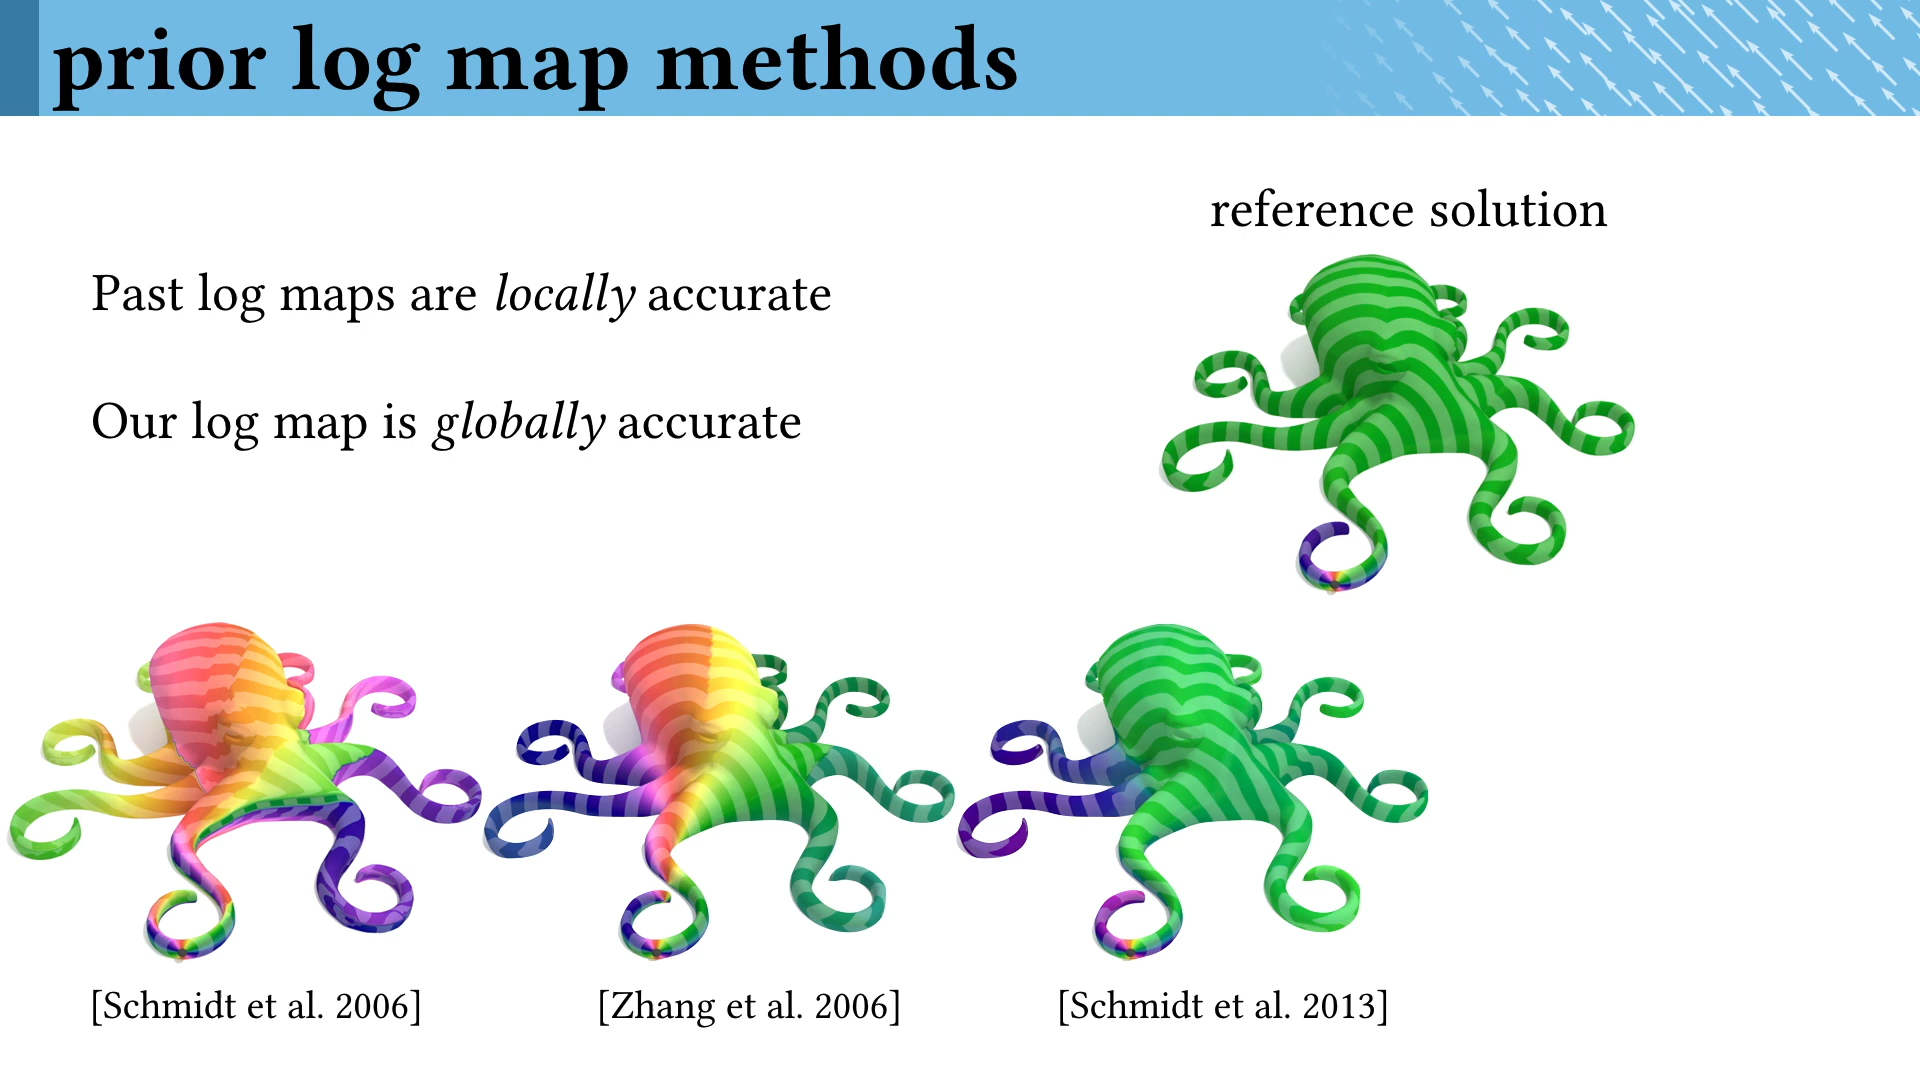 prior log map methods
reference solution
Past log maps are locally accurate
Our log map is globally accurate
[Schmidt et al. 2006]
[Zhang et al. 2006]
[Schmidt et al. 2013]